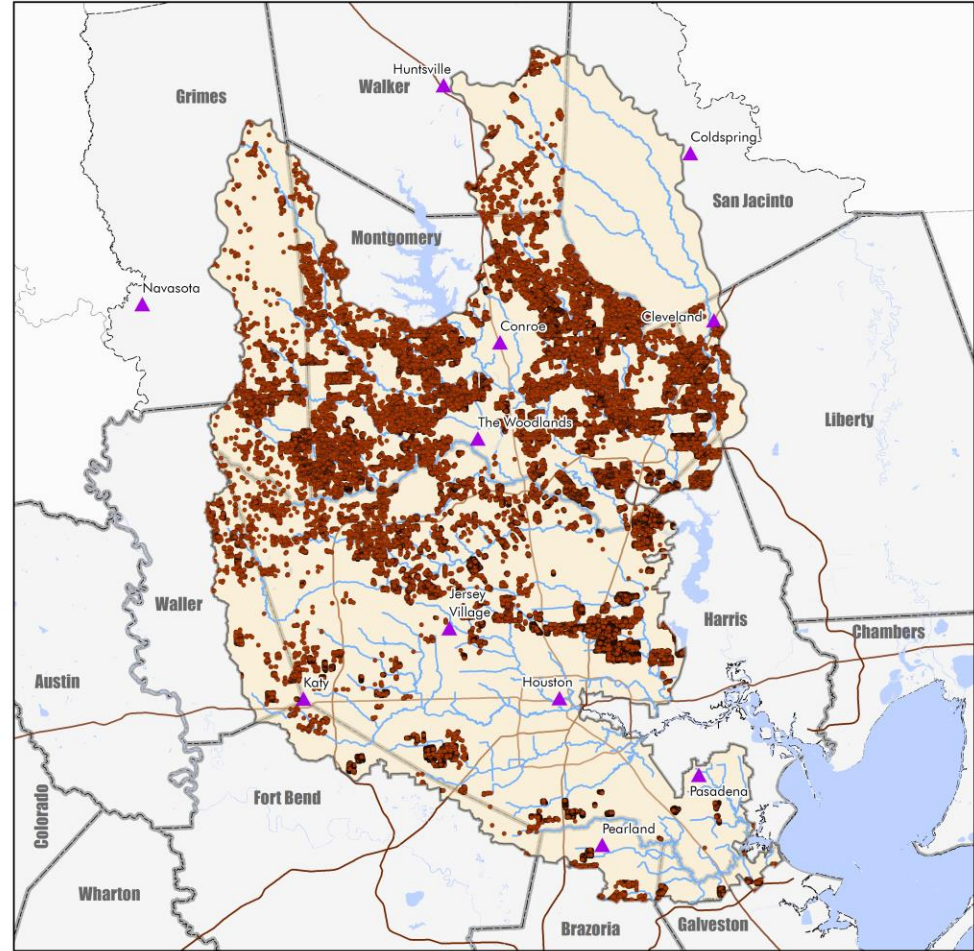 Huntsville
Walker
Grimes
Coldspring
San Jacinto
Montgomery
Navasota
Cleveland
Conroe
Liberty
The Woodlands
Jersey
Village
Waller
Harris
Chambers
Austin
Katy
Houston
Pasadena
Fort Bend
Colorado
Pearland
Wharton
Brazoria
Galveston